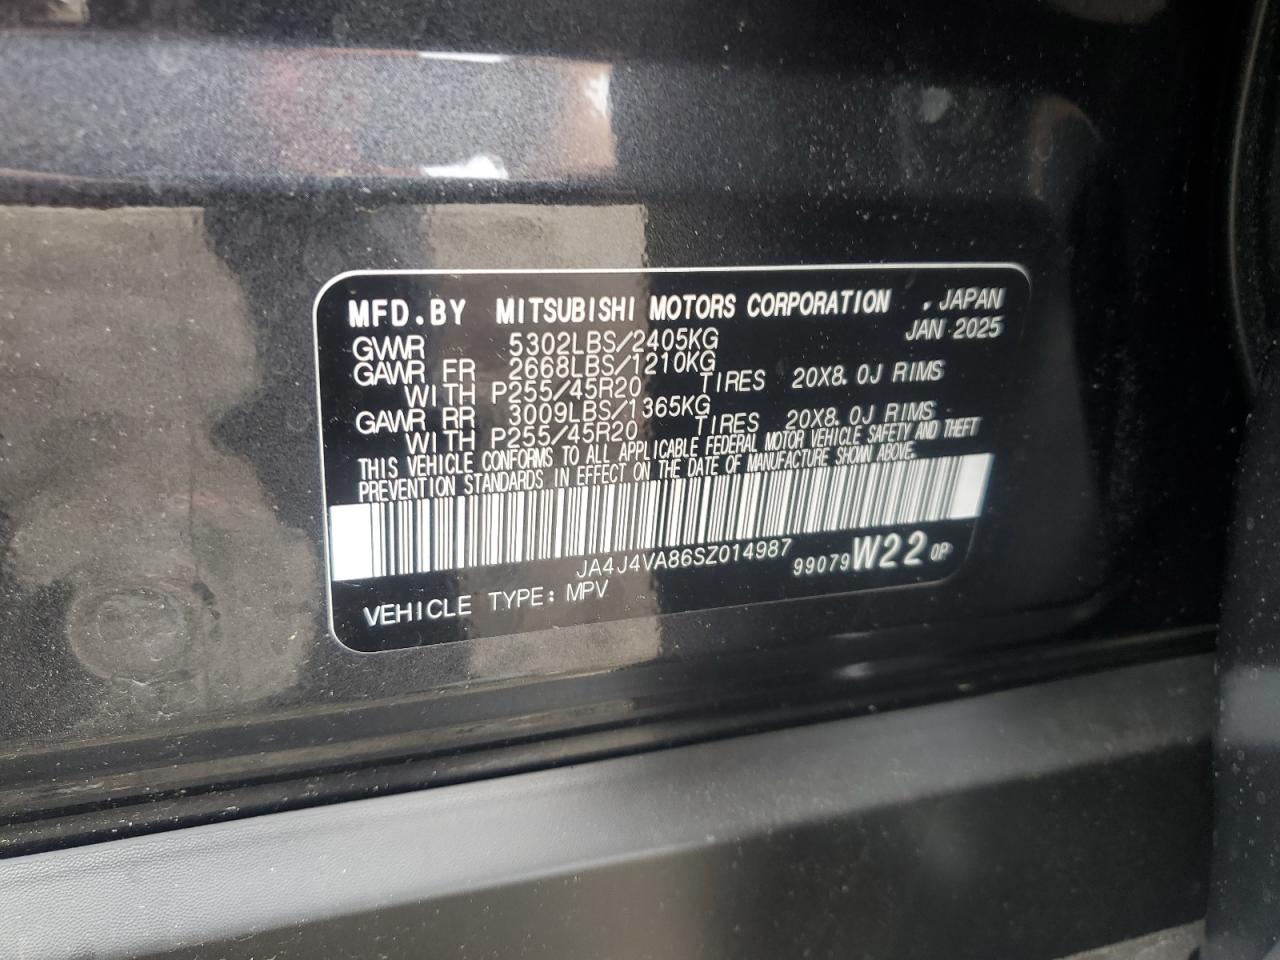 MFD.BY MITSUBISHI MOTORS CORPORATION , JAPAN
JAN 2025
GVWR 5302LBS/2405KG
GAWR FR 2668LBS/1210KG
WITH P255/45R20 TIRES 20X8.0J RIMS
GAWR RR 3009LBS/1365KG
WITH P255/45R20 TIRES 20X8.0J RIMS
THIS VEHICLE CONFORMS TO ALL APPLICABLE FEDERAL MOTOR VEHICLE SAFETY AND THEFT
PREVENTION STANDARDS IN EFFECT ON THE DATE OF MANUFACTURE SHOWN ABOVE.
JA4J4VA86SZ014987
99079 W22 0P
VEHICLE TYPE: MPV